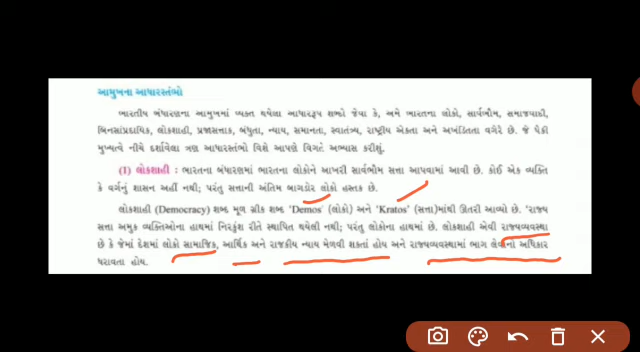 આમુખના આધારસ્તંભો
ભારતીય બંધારણના આમુખમાં વ્યક્ત થયેલા આધારરૂપ શબ્દો જેવા કે, અમે ભારતના લોકો, સાર્વભૌમ, સમાજવાદી,
બિનસાંપ્રદાયિક, લોકશાહી, પ્રજાસત્તાક, બંધુતા, ન્યાય, સમાનતા, સ્વાતંત્ર્ય, રાષ્ટ્રીય એકતા અને અખંડિતતા વગેરે છે. જે પૈકી
મુખ્યત્વે નીચે દર્શાવેલા ત્રણ આધારસ્તંભો વિશે આપણે વિગતે અભ્યાસ કરીશું.
(1) લોકશાહી : ભારતના બંધારણમાં ભારતના લોકોને આખરી સાર્વભૌમ સત્તા આપવામાં આવી છે. કોઈ એક વ્યક્તિ
કે વર્ગનું શાસન અહીં નથી; પરંતુ સત્તાની અંતિમ બાગડોર લોકો હસ્તક છે.
લોકશાહી (Democracy) શબ્દ મૂળ ગ્રીક શબ્દ 'Demos' (લોકો) અને 'Kratos' (સત્તા)માંથી ઊતરી આવ્યો છે. 'રાજ્ય
સત્તા અમુક વ્યક્તિઓના હાથમાં નિરંકુશ રીતે સ્થાપિત થયેલી નથી; પરંતુ લોકોના હાથમાં છે. લોકશાહી એવી રાજ્યવ્યવસ્થા
છે કે જેમાં દેશમાં લોકો સામાજિક, આર્થિક અને રાજકીય ન્યાય મેળવી શકતાં હોય અને રાજ્યવ્યવસ્થામાં ભાગ લેવાનો અધિકાર
ધરાવતા હોય.